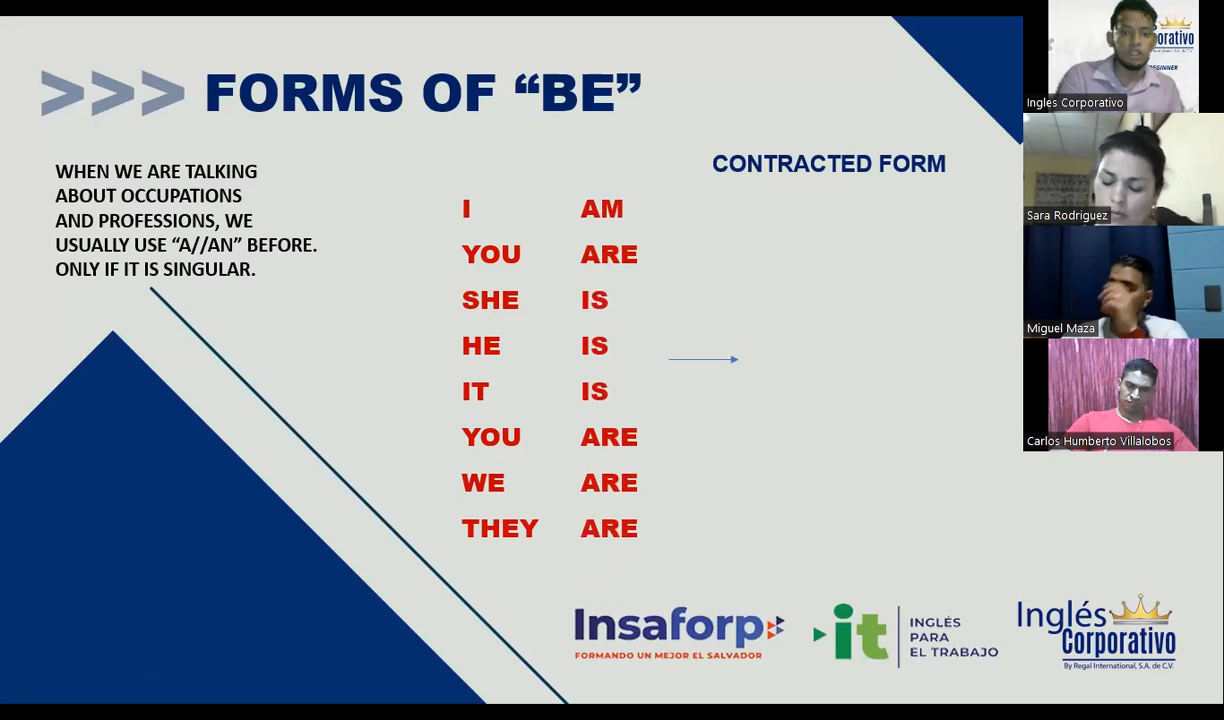 >>> FORMS OF “BE”
WHEN WE ARE TALKING
ABOUT OCCUPATIONS
AND PROFESSIONS, WE
USUALLY USE “A//AN” BEFORE.
ONLY IF IT IS SINGULAR.
CONTRACTED FORM
I AM
YOU ARE
SHE IS
HE IS
IT IS
YOU ARE
WE ARE
THEY ARE
Insaforp
FORMANDO UN MEJOR EL SALVADOR
it
INGLÉS
PARA
EL TRABAJO
Inglés
Corporativo
By Regal International, S.A. de C.V.
Ingles Corporativo
Sara Rodriguez
Miguel Maza
Carlos Humberto Villalobos